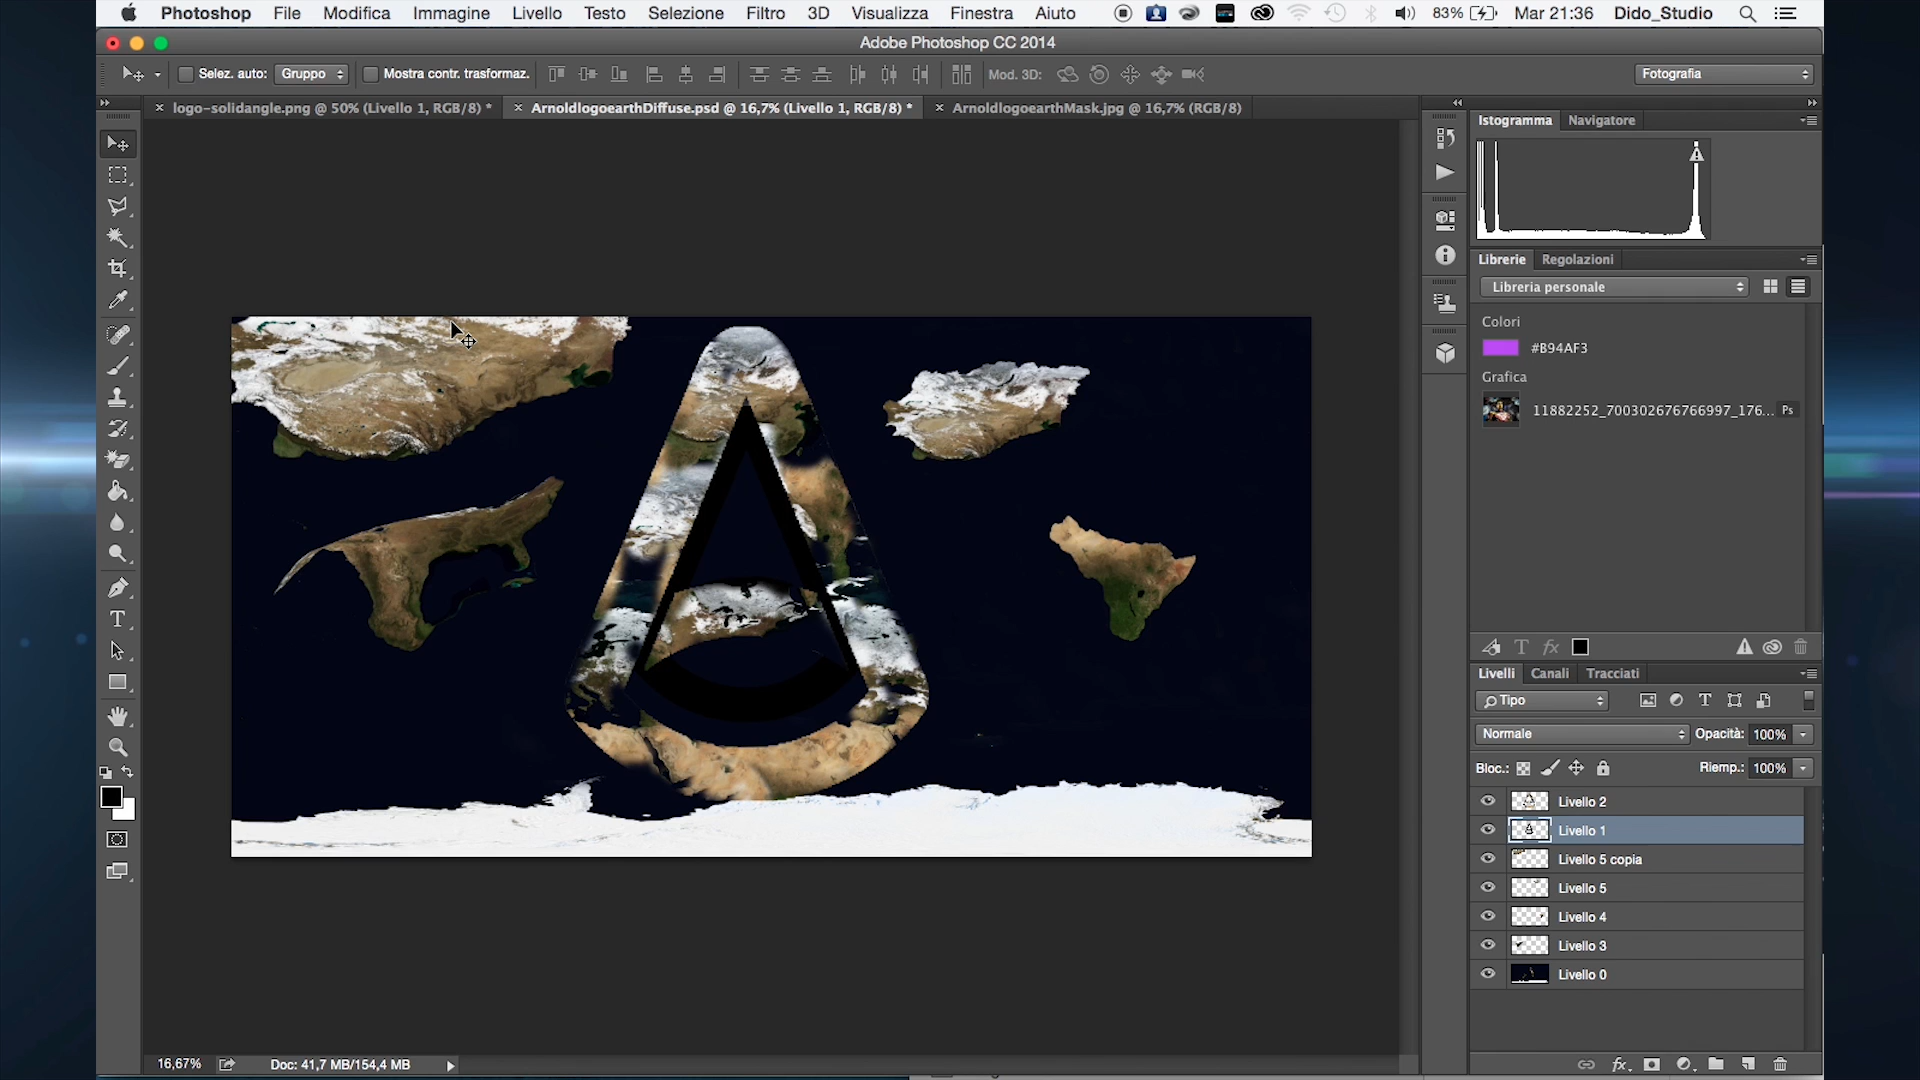 Photoshop File Modifica Immagine Livello Testo Selezione Filtro 3D Visualizza Finestra Aiuto 83% Mar 21:36 Dido_Studio
Adobe Photoshop CC 2014
Selez. auto: Gruppo Mostra contr. trasformaz. Mod. 3D: Fotografia
logo-solidangle.png @ 50% (Livello 1, RGB/8) * ArnoldlogoearthDiffuse.psd @ 16,7% (Livello 1, RGB/8) * ArnoldlogoearthMask.jpg @ 16,7% (RGB/8)
Istogramma Navigatore
Librerie Regolazioni
Libreria personale
Colori
#B94AF3
Grafica
11882252_700302676766997_176... Ps
Livelli Canali Tracciati
Tipo
Normale Opacità: 100%
Bloc.: Riemp.: 100%
Livello 2
Livello 1
Livello 5 copia
Livello 5
Livello 4
Livello 3
Livello 0
16,67% Doc: 41,7 MB/154,4 MB